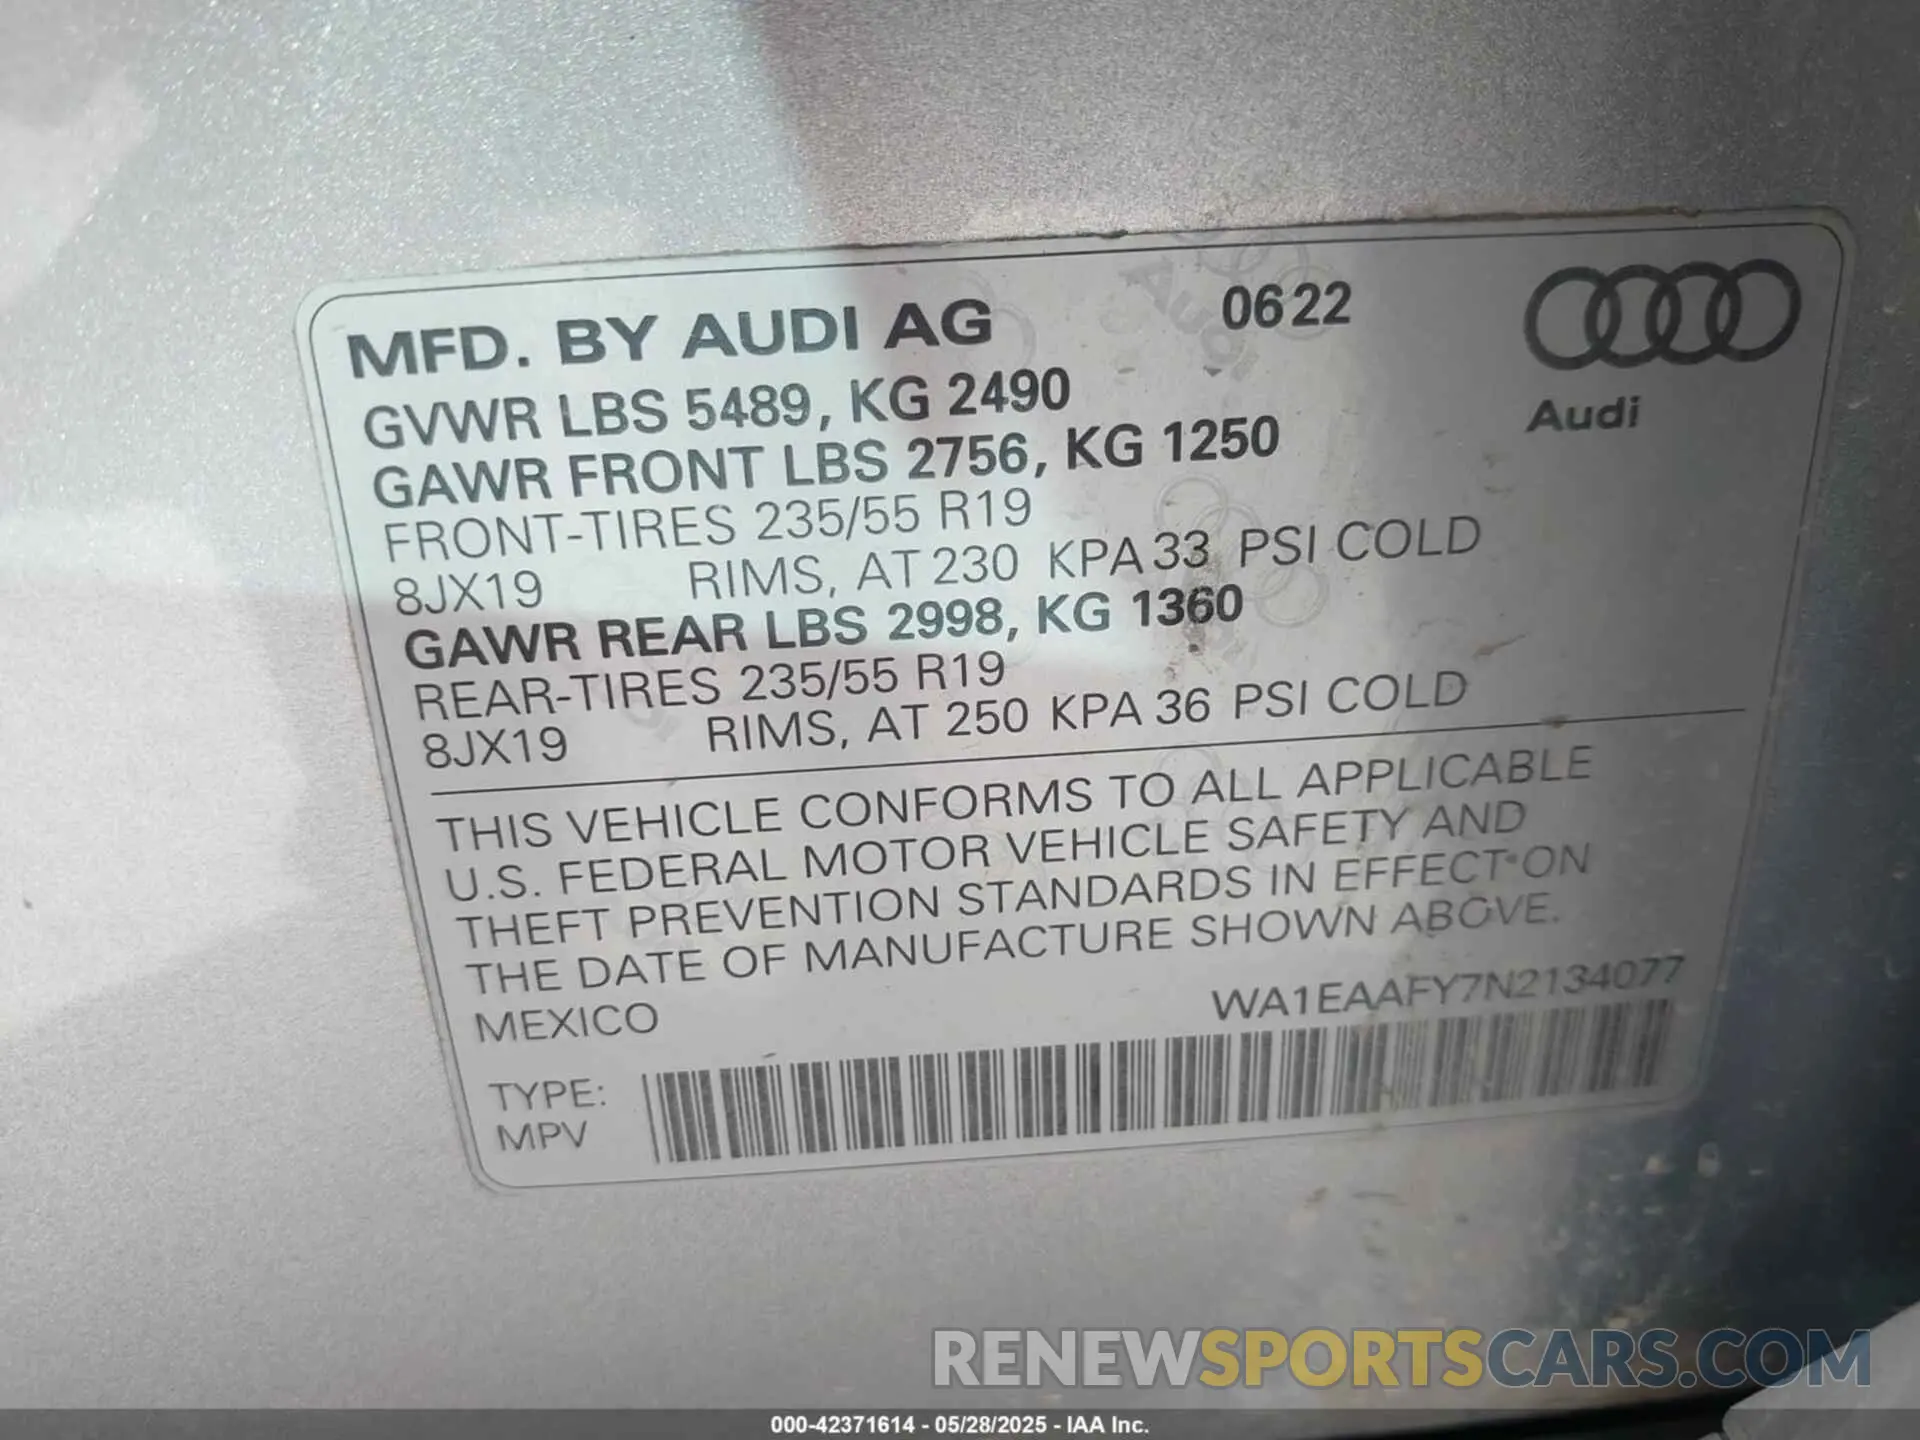 MFD. BY AUDI AG 0622
Audi
GVWR LBS 5489, KG 2490
GAWR FRONT LBS 2756, KG 1250
FRONT-TIRES 235/55 R19
8JX19 RIMS, AT 230 KPA 33 PSI COLD
GAWR REAR LBS 2998, KG 1360
REAR-TIRES 235/55 R19
8JX19 RIMS, AT 250 KPA 36 PSI COLD
THIS VEHICLE CONFORMS TO ALL APPLICABLE
U.S. FEDERAL MOTOR VEHICLE SAFETY AND
THEFT PREVENTION STANDARDS IN EFFECT ON
THE DATE OF MANUFACTURE SHOWN ABOVE.
MEXICO WA1EAAFY7N2134077
TYPE:
MPV
RENEWSPORTSCARS.COM
000-42371614 - 05/28/2025 - IAA Inc.